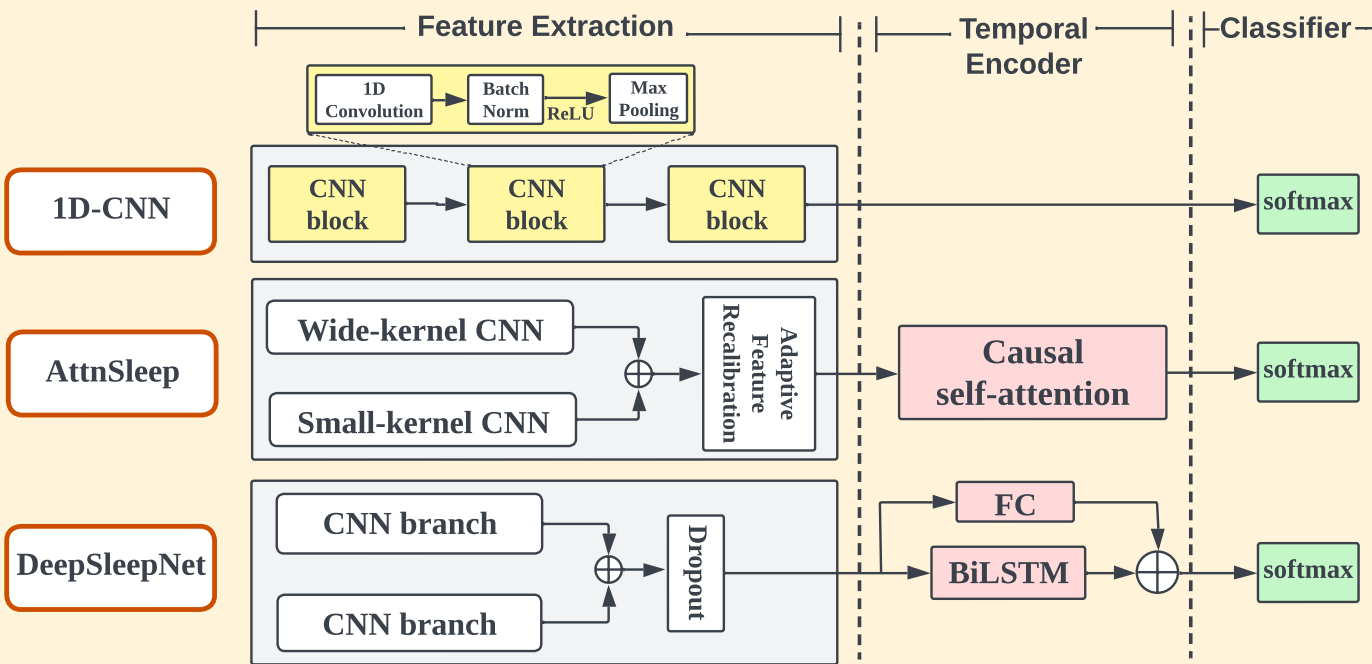 Feature Extraction
Temporal
Encoder
Classifier
1D
Convolution
Batch
Norm
ReLU
Max
Pooling
1D-CNN
CNN
block
CNN
block
CNN
block
softmax
AttnSleep
Wide-kernel CNN
Small-kernel CNN
Adaptive
Feature
Recalibration
Causal
self-attention
softmax
DeepSleepNet
CNN branch
CNN branch
Dropout
FC
BiLSTM
softmax